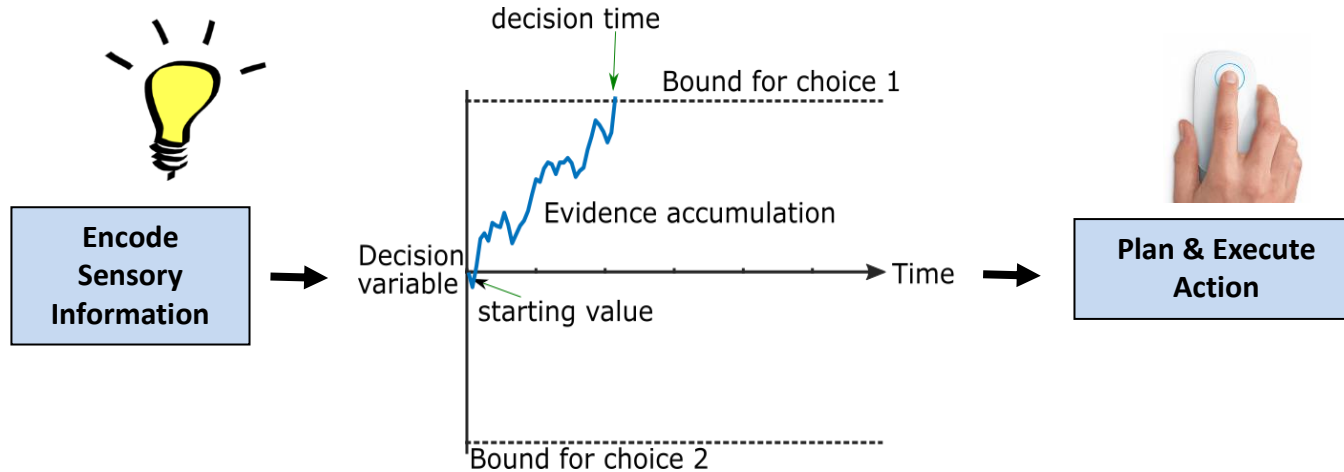 decision time
Bound for choice 1
Encode
Sensory
Information
Evidence accumulation
Decision
variable
Time
starting value
Bound for choice 2
Plan & Execute
Action